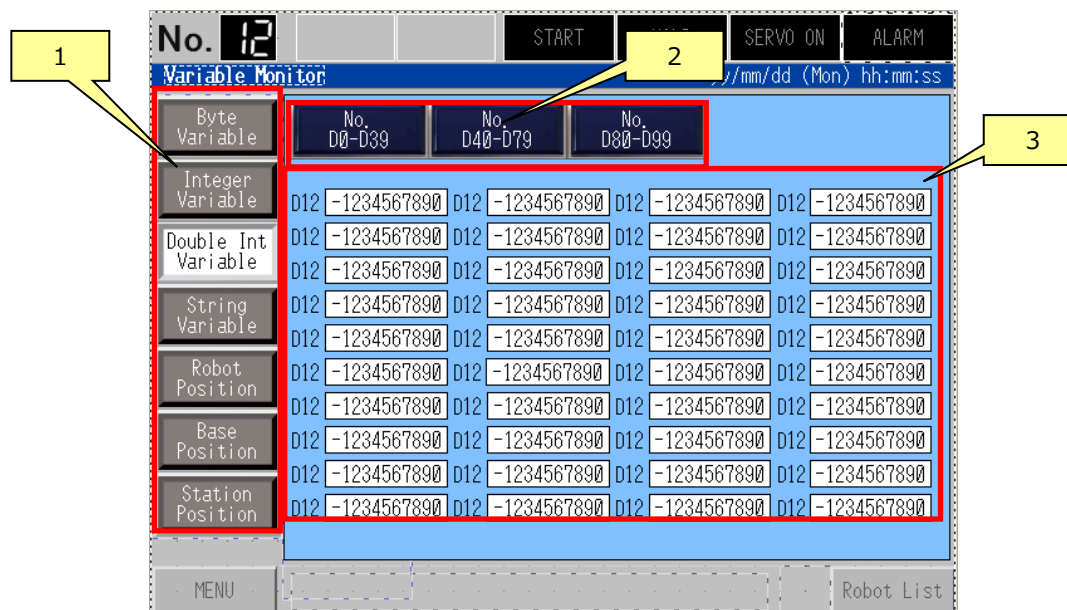 No. 12 START SERVO ON ALARM
1
2
3
Variable Monitor y/mm/dd (Mon) hh:mm:ss
Byte
Variable
Integer
Variable
Double Int
Variable
String
Variable
Robot
Position
Base
Position
Station
Position
No.
D0-D39
No.
D40-D79
No.
D80-D99
D12 -1234567890 D12 -1234567890 D12 -1234567890 D12 -1234567890
D12 -1234567890 D12 -1234567890 D12 -1234567890 D12 -1234567890
D12 -1234567890 D12 -1234567890 D12 -1234567890 D12 -1234567890
D12 -1234567890 D12 -1234567890 D12 -1234567890 D12 -1234567890
D12 -1234567890 D12 -1234567890 D12 -1234567890 D12 -1234567890
D12 -1234567890 D12 -1234567890 D12 -1234567890 D12 -1234567890
D12 -1234567890 D12 -1234567890 D12 -1234567890 D12 -1234567890
D12 -1234567890 D12 -1234567890 D12 -1234567890 D12 -1234567890
D12 -1234567890 D12 -1234567890 D12 -1234567890 D12 -1234567890
D12 -1234567890 D12 -1234567890 D12 -1234567890 D12 -1234567890
MENU Robot List